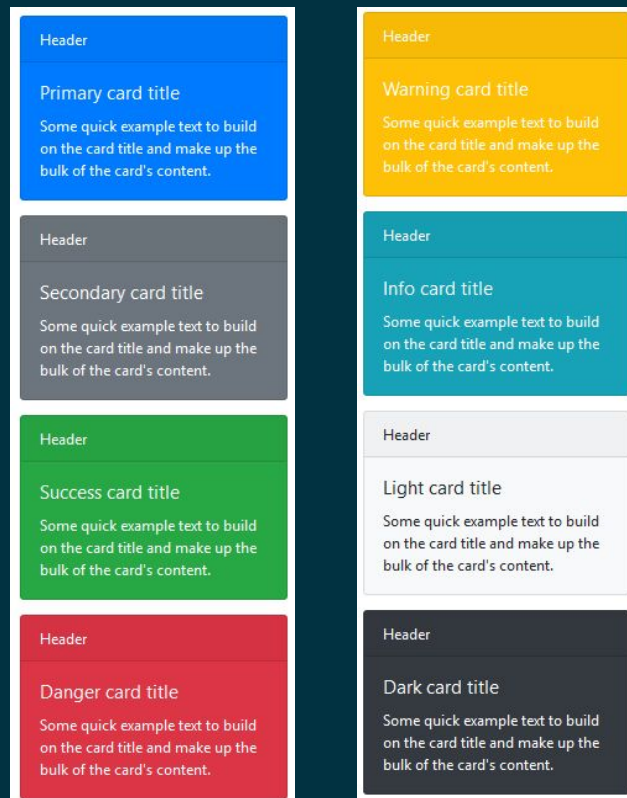 Header
Primary card title
Some quick example text to build
on the card title and make up the
bulk of the card's content.
Header
Secondary card title
Some quick example text to build
on the card title and make up the
bulk of the card's content.
Header
Success card title
Some quick example text to build
on the card title and make up the
bulk of the card's content.
Header
Danger card title
Some quick example text to build
on the card title and make up the
bulk of the card's content.
Header
Warning card title
Some quick example text to build
on the card title and make up the
bulk of the card's content.
Header
Info card title
Some quick example text to build
on the card title and make up the
bulk of the card's content.
Header
Light card title
Some quick example text to build
on the card title and make up the
bulk of the card's content.
Header
Dark card title
Some quick example text to build
on the card title and make up the
bulk of the card's content.